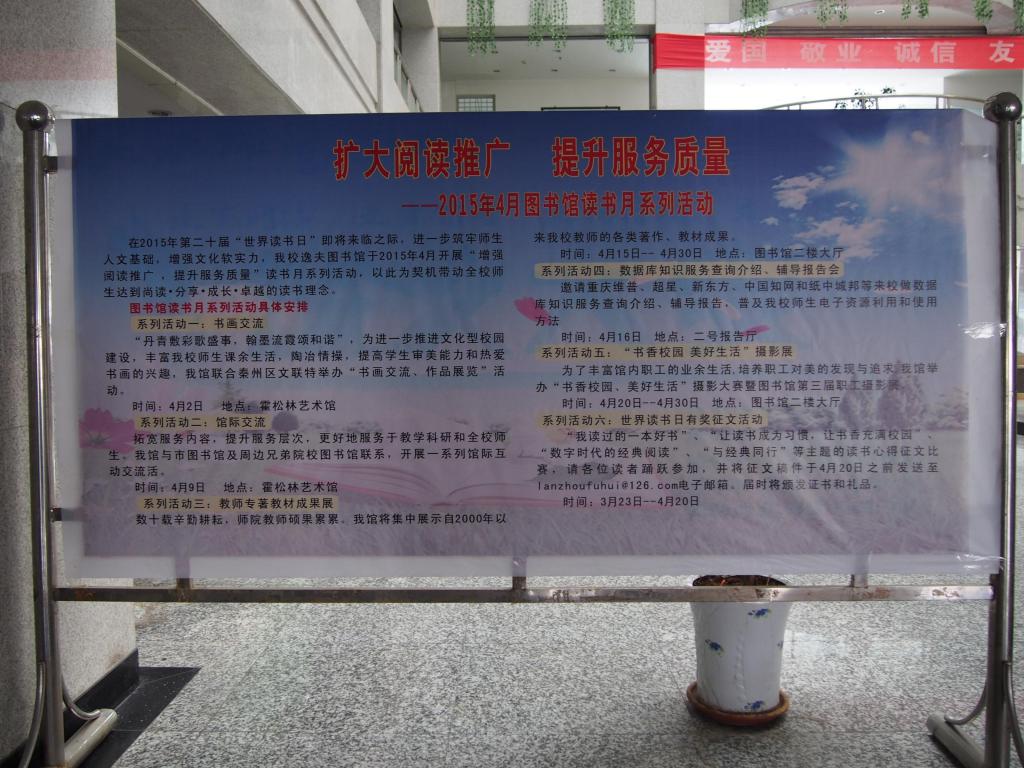 爱国 敬业 诚信 友
扩大阅读推广 提升服务质量
——2015年4月图书馆读书月系列活动
在2015年第二十届“世界读书日”即将来临之际，进一步筑牢师生
人文基础，增强文化软实力，我校逸夫图书馆于2015年4月开展“增强
阅读推广，提升服务质量”读书月系列活动，以此为契机带动全校师
生达到尚读·分享·成长·卓越的读书理念。
图书馆读书月系列活动具体安排
系列活动一：书画交流
“丹青敷彩歌盛事，翰墨流霞颂和谐”，为进一步推进文化型校园
建设，丰富我校师生课余生活，陶冶情操，提高学生审美能力和热爱
书画的兴趣，我馆联合秦州区文联特举办“书画交流、作品展览”活
动。
时间：4月2日 地点：霍松林艺术馆
系列活动二：馆际交流
拓宽服务内容，提升服务层次，更好地服务于教学科研和全校师
生。我馆与市图书馆及周边兄弟院校图书馆联系，开展一系列馆际互
动交流活。
时间：4月9日 地点：霍松林艺术馆
系列活动三：教师专著教材成果展
数十载辛勤耕耘，师院教师硕果累累。我馆将集中展示自2000年以
来我校教师的各类著作、教材成果。
时间：4月15日--4月30日 地点：图书馆二楼大厅
系列活动四：数据库知识服务查询介绍、辅导报告会
邀请重庆维普、超星、新东方、中国知网和纸中城邦等来校做数据
库知识服务查询介绍、辅导报告，普及我校师生电子资源利用和使用
方法
时间：4月16日 地点：二号报告厅
系列活动五：“书香校园 美好生活”摄影展
为了丰富馆内职工的业余生活,培养职工对美的发现与追求,我馆举
办“书香校园、美好生活”摄影大赛暨图书馆第三届职工摄影展。
时间：4月20日--4月30日 地点：图书馆二楼大厅
系列活动六：世界读书日有奖征文活动
“我读过的一本好书”、“让读书成为习惯，让书香充满校园”、
“数字时代的经典阅读”、“与经典同行”等主题的读书心得征文比
赛，请各位读者踊跃参加，并将征文稿件于4月20日之前发送至
lanzhoufuhui@126.com电子邮箱。届时将颁发证书和礼品。
时间：3月23日--4月20日